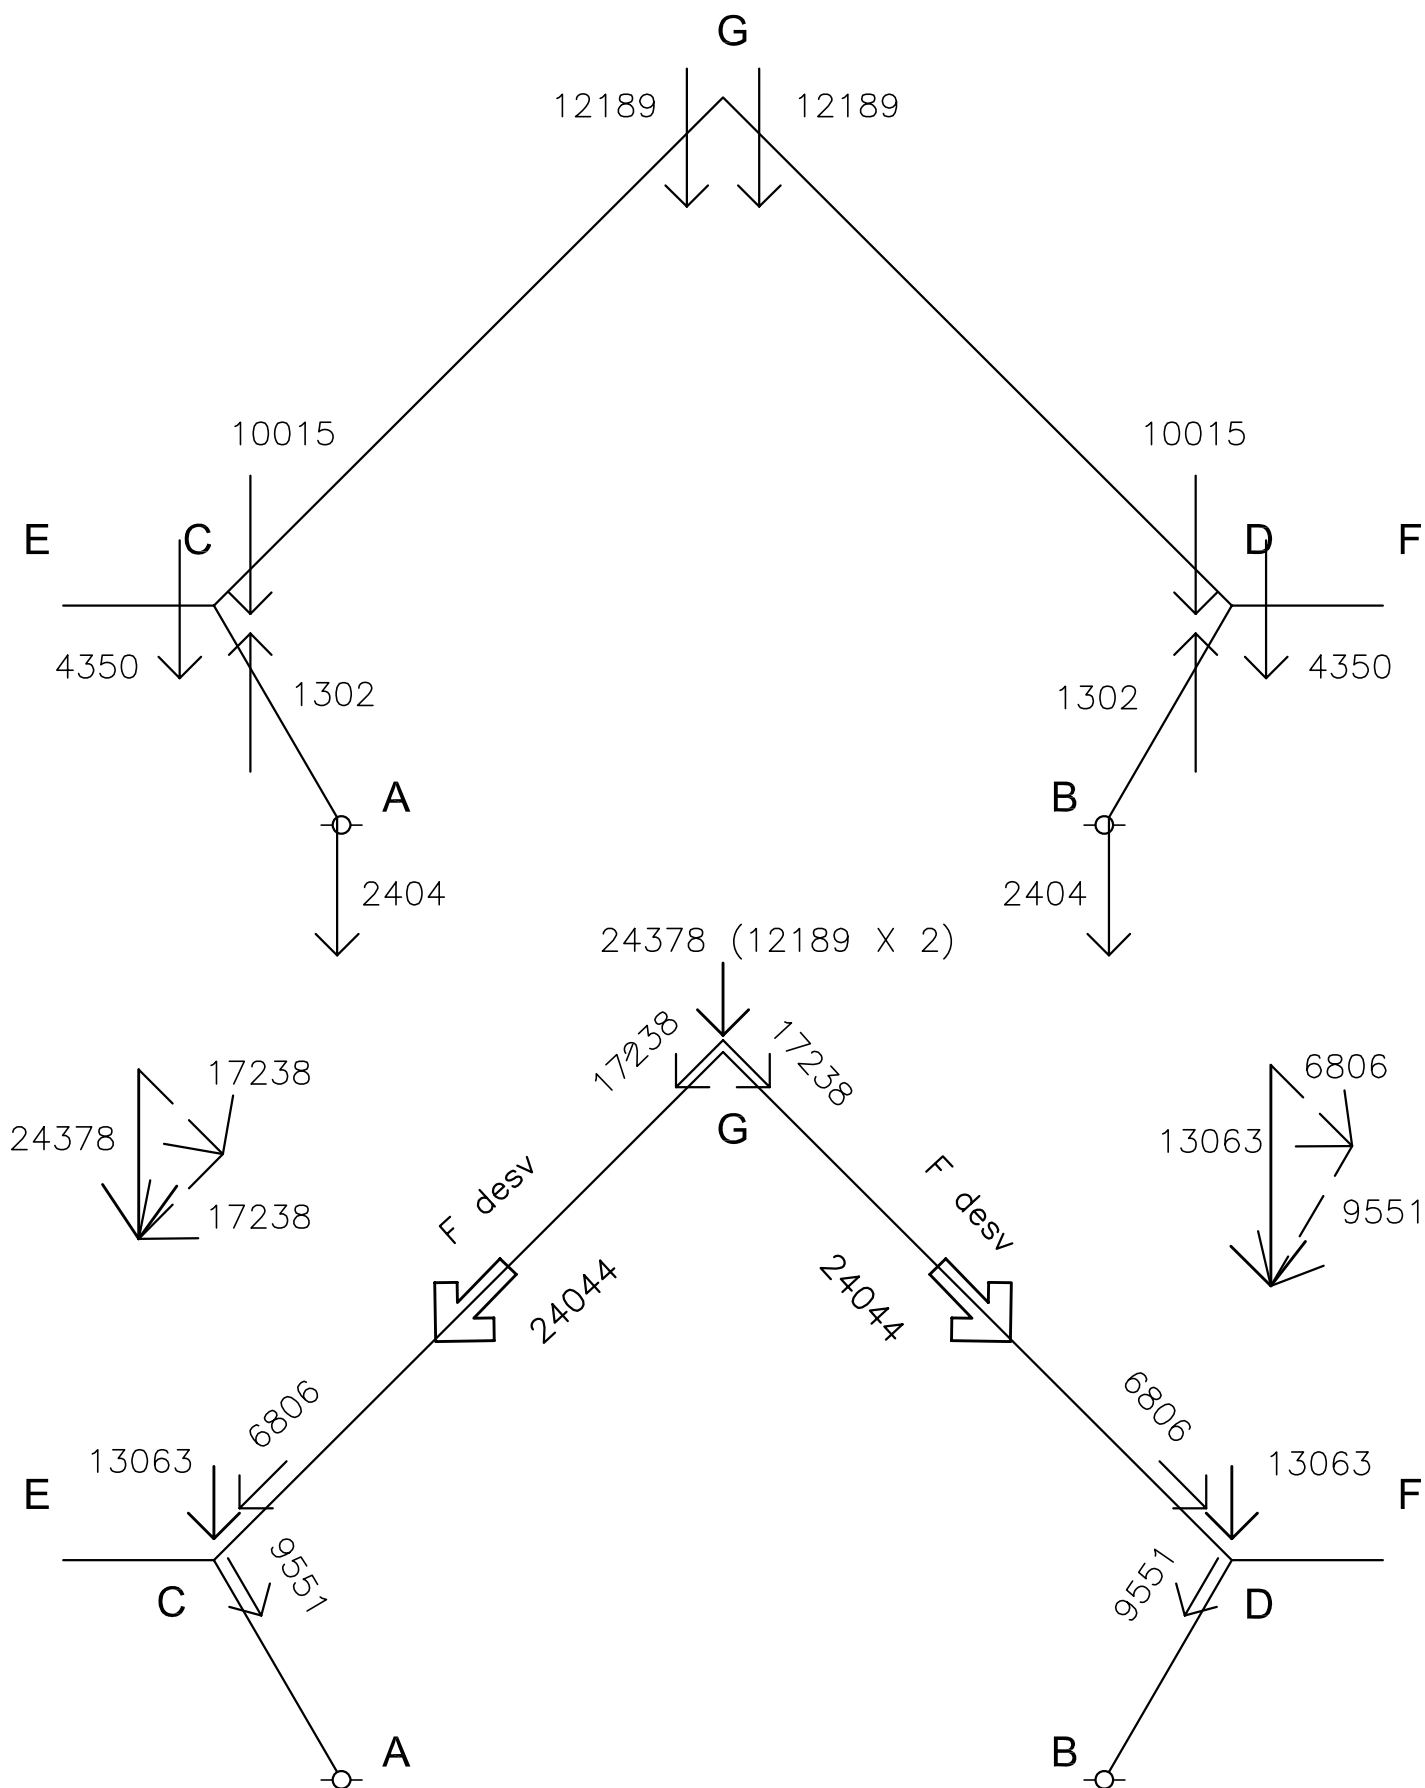 G
12189 12189
10015 10015
E C D F
4350 1302 1302 4350
A B
2404 2404
24378 (12189 X 2)
17238 17238
17238 6806
24378 G 13063
17238 9551
F desv F desv
24044 24044
6806 6806
13063 13063
E F
9551 9551
C D
A B